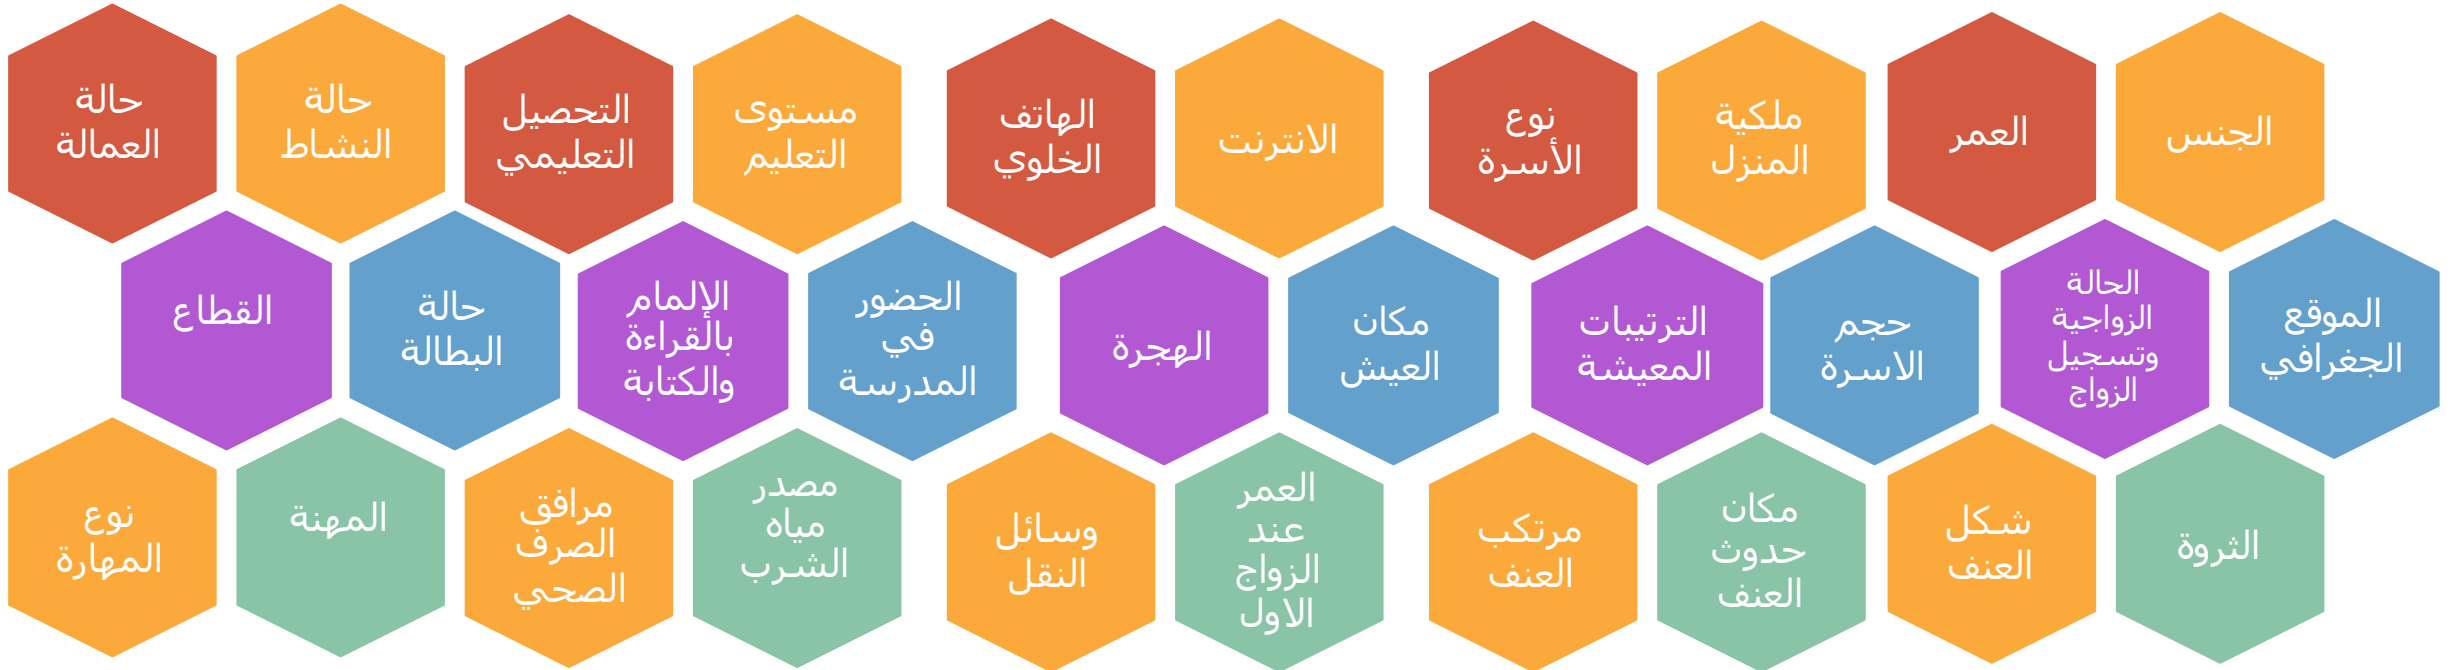 الجنس
العمر
ملكية
المنزل
نوع
الأسرة
الانترنت
الهاتف
الخلوي
مستوى
التعليم
التحصيل
التعليمي
حالة
النشاط
حالة
العمالة
الموقع
الجغرافي
الحالة
الزواجية
وتسجيل
الزواج
حجم
الاسرة
الترتيبات
المعيشة
مكان
العيش
الهجرة
الحضور
في
المدرسة
الإلمام
بالقراءة
والكتابة
حالة
البطالة
القطاع
الثروة
شكل
العنف
مكان
حدوث
العنف
مرتكب
العنف
العمر
عند
الزواج
الاول
وسائل
النقل
مصدر
مياه
الشرب
مرافق
الصرف
الصحي
المهنة
نوع
المهارة